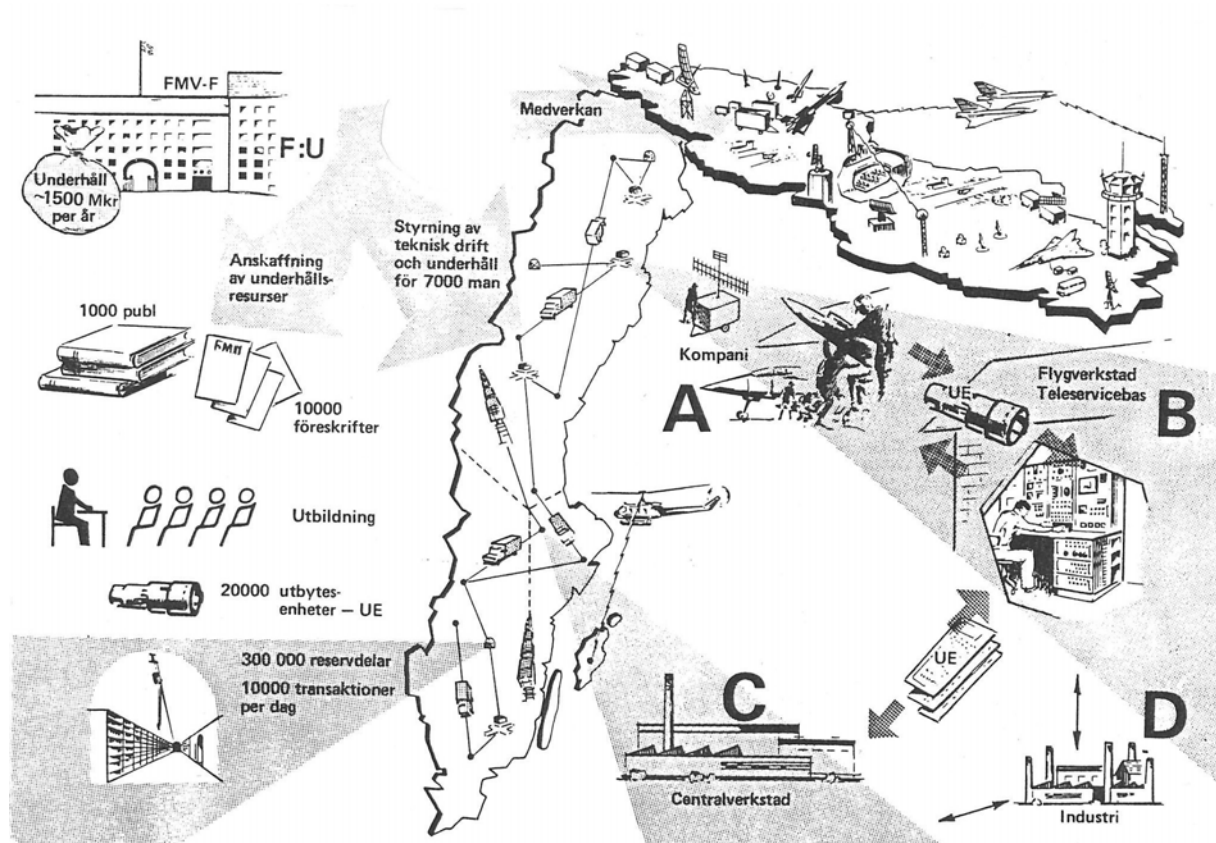 FMV-F
F:U
Underhåll
~1500 Mkr
per år
Medverkan
Styrning av
teknisk drift
och underhåll
för 7000 man
Anskaffning
av underhålls-
resurser
1000 publ
10000
föreskrifter
Utbildning
20000 utbytes-
enheter – UE
300 000 reservdelar
10000 transaktioner
per dag
Kompani
A
UE
Flygverkstad
Teleservicebas
B
UE
C
Centralverkstad
D
Industri